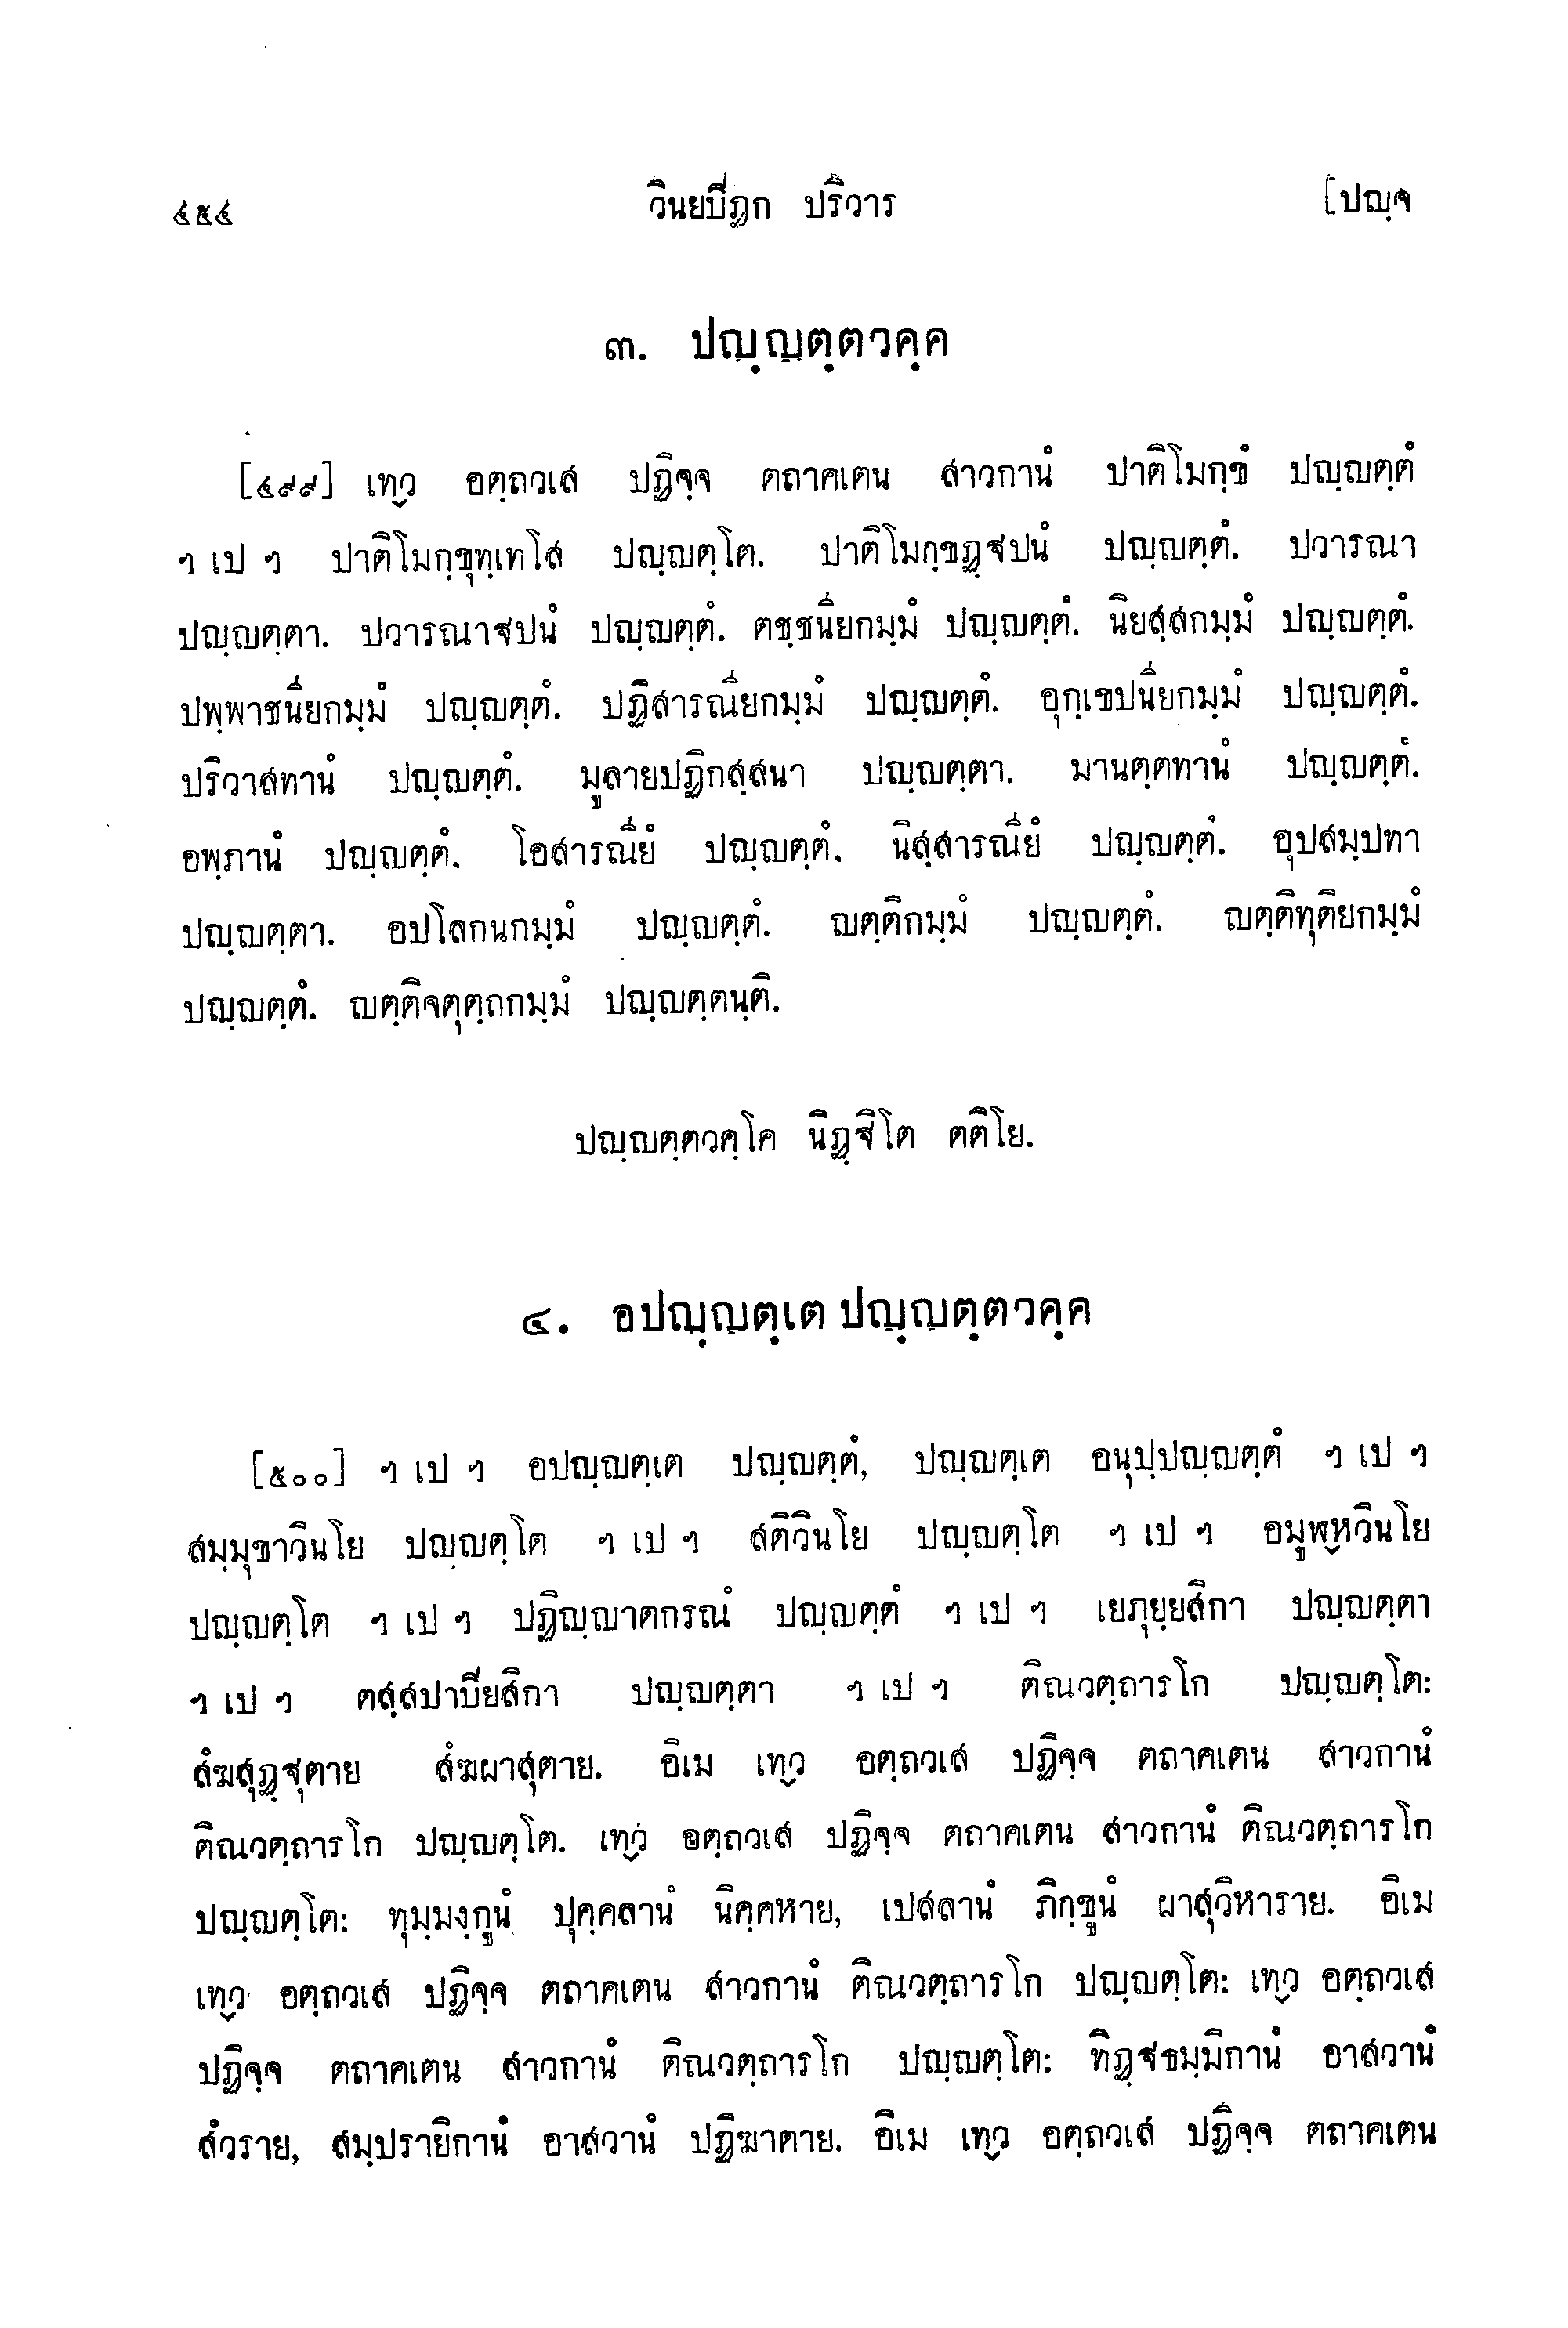 ๔๕๔ วินยปิฏก ปริวาร [ปญฺจ
๓. ปญฺญตฺตวคฺค
[๔๙๙] เทฺว อตฺถวเส ปฏิจฺจ ตถาคเตน สาวกานํ ปาติโมกฺขํ ปญฺญตฺตํ
ฯ เป ฯ ปาติโมกฺขุทฺเทโส ปญฺญตฺโต. ปาติโมกฺขฏฺฐปนํ ปญฺญตฺตํ. ปวารณา
ปญฺญตฺตา. ปวารณาฐปนํ ปญฺญตฺตํ. ตชฺชนียกมฺมํ ปญฺญตฺตํ. นิยสฺสกมฺมํ ปญฺญตฺตํ.
ปพฺพาชนียกมฺมํ ปญฺญตฺตํ. ปฏิสารณียกมฺมํ ปญฺญตฺตํ. อุกฺเขปนียกมฺมํ ปญฺญตฺตํ.
ปริวาสทานํ ปญฺญตฺตํ. มูลายปฏิกสฺสนา ปญฺญตฺตา. มานตฺตทานํ ปญฺญตฺตํ.
อพฺภานํ ปญฺญตฺตํ. โอสารณียํ ปญฺญตฺตํ. นิสฺสารณียํ ปญฺญตฺตํ. อุปสมฺปทา
ปญฺญตฺตา. อปโลกนกมฺมํ ปญฺญตฺตํ. ญตฺติกมฺมํ ปญฺญตฺตํ. ญตฺติทุติยกมฺมํ
ปญฺญตฺตํ. ญตฺติจตุตฺถกมฺมํ ปญฺญตฺตนฺติ.
ปญฺญตฺตวคฺโค นิฏฺฐิโต ตติโย.
๔. อปญฺญตฺเต ปญฺญตฺตวคฺค
[๕๐๐] ฯ เป ฯ อปญฺญตฺเต ปญฺญตฺตํ, ปญฺญตฺเต อนุปฺปญฺญตฺตํ ฯ เป ฯ
สมฺมุขาวินโย ปญฺญตฺโต ฯ เป ฯ สติวินโย ปญฺญตฺโต ฯ เป ฯ อมูฬฺหวินโย
ปญฺญตฺโต ฯ เป ฯ ปฏิญฺญาตกรณํ ปญฺญตฺตํ ฯ เป ฯ เยภุยฺยสิกา ปญฺญตฺตา
ฯ เป ฯ ตสฺสปาปิยสิกา ปญฺญตฺตา ฯ เป ฯ ติณวตฺถารโก ปญฺญตฺโต:
สํฆสุฏฺฐุตาย สํฆผาสุตาย. อิเม เทฺว อตฺถวเส ปฏิจฺจ ตถาคเตน สาวกานํ
ติณวตฺถารโก ปญฺญตฺโต. เทฺว อตฺถวเส ปฏิจฺจ ตถาคเตน สาวกานํ ติณวตฺถารโก
ปญฺญตฺโต: ทุมฺมงฺกูนํ ปุคฺคลานํ นิคฺคหาย, เปสลานํ ภิกฺขูนํ ผาสุวิหาราย. อิเม
เทฺว อตฺถวเส ปฏิจฺจ ตถาคเตน สาวกานํ ติณวตฺถารโก ปญฺญตฺโต: เทฺว อตฺถวเส
ปฏิจฺจ ตถาคเตน สาวกานํ ติณวตฺถารโก ปญฺญตฺโต: ทิฏฺฐธมฺมิกานํ อาสวานํ
สํวราย, สมฺปรายิกานํ อาสวานํ ปฏิฆาตาย. อิเม เทฺว อตฺถวเส ปฏิจฺจ ตถาคเตน